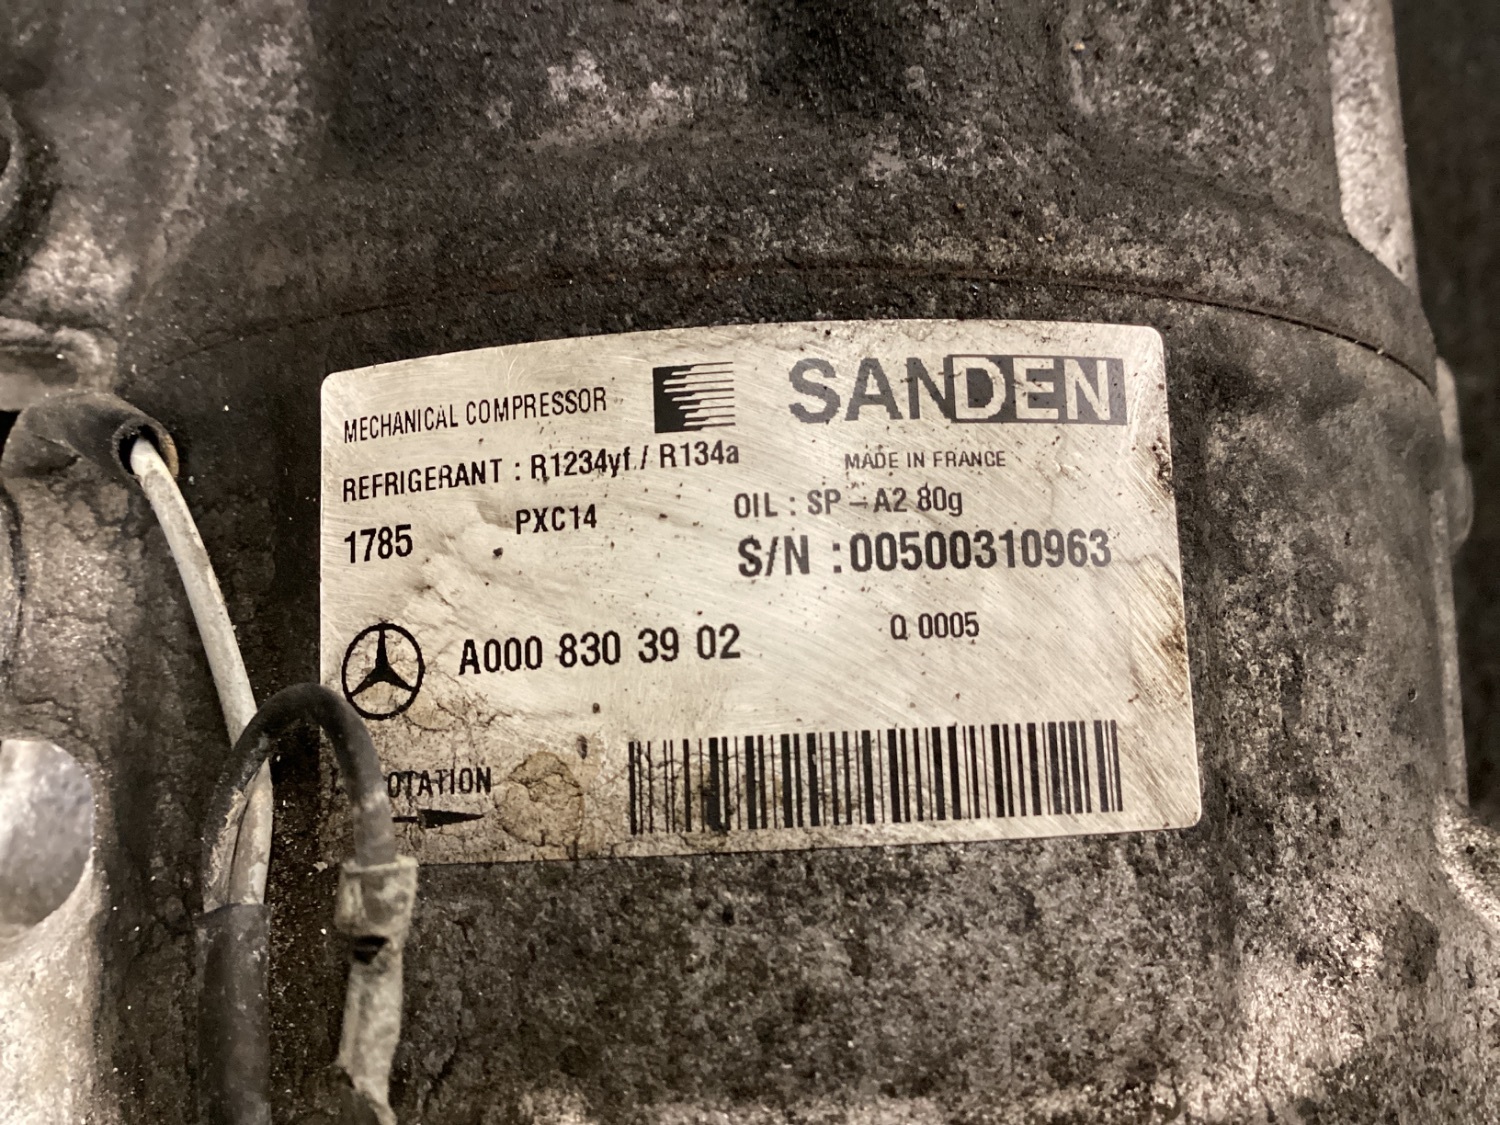 MECHANICAL COMPRESSOR
SANDEN
REFRIGERANT : R1234yf / R134a
MADE IN FRANCE
1785
PXC14
OIL : SP - A2 80g
S/N : 00500310963
A000 830 39 02
Q 0005